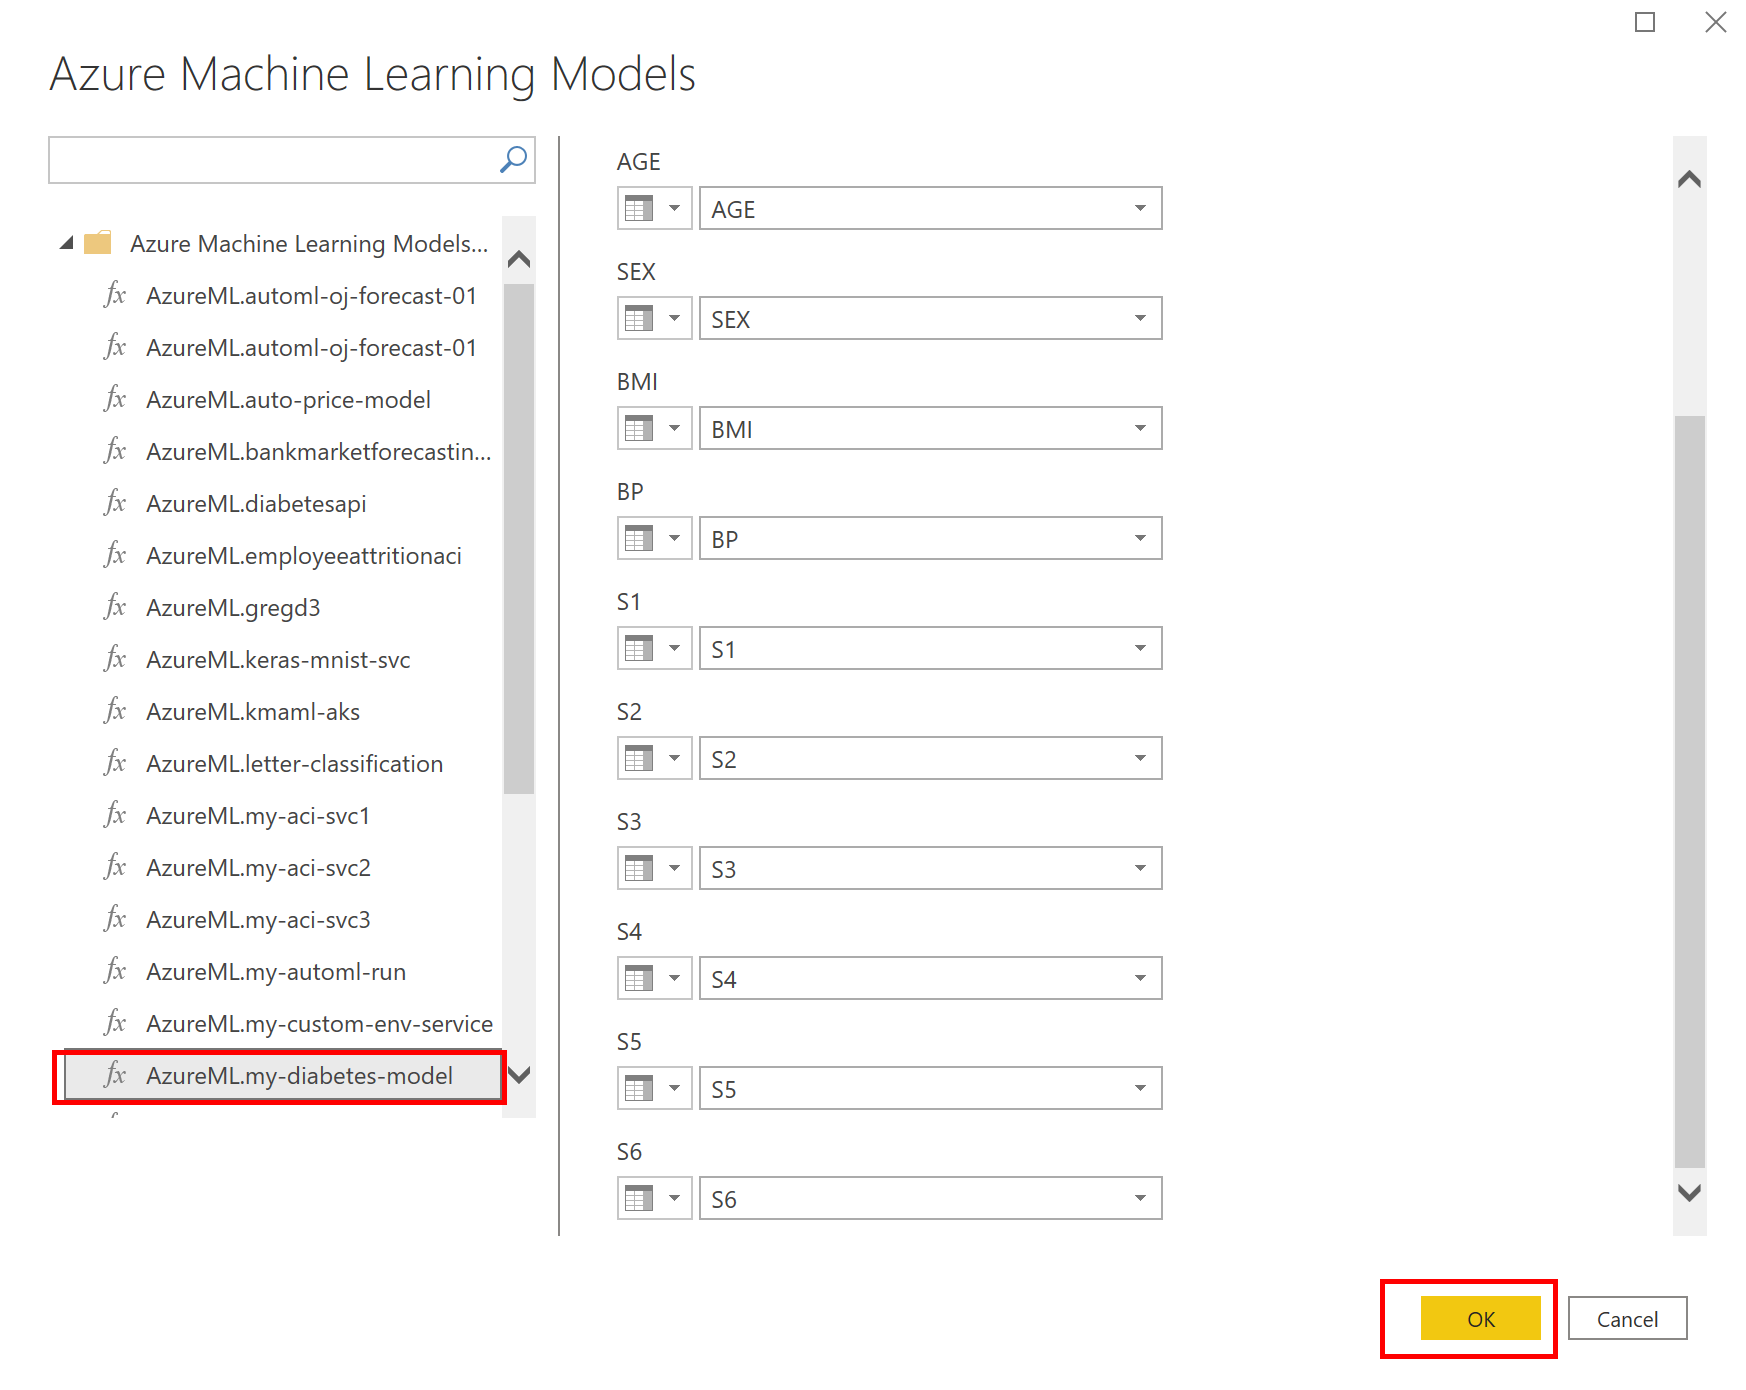 Azure Machine Learning Models
Azure Machine Learning Models...
fx AzureML.automl-oj-forecast-01
fx AzureML.automl-oj-forecast-01
fx AzureML.auto-price-model
fx AzureML.bankmarketforecastin...
fx AzureML.diabetesapi
fx AzureML.employeeattritionaci
fx AzureML.gregd3
fx AzureML.keras-mnist-svc
fx AzureML.kmaml-aks
fx AzureML.letter-classification
fx AzureML.my-aci-svc1
fx AzureML.my-aci-svc2
fx AzureML.my-aci-svc3
fx AzureML.my-automl-run
fx AzureML.my-custom-env-service
fx AzureML.my-diabetes-model
AGE
AGE
SEX
SEX
BMI
BMI
BP
BP
S1
S1
S2
S2
S3
S3
S4
S4
S5
S5
S6
S6
OK
Cancel